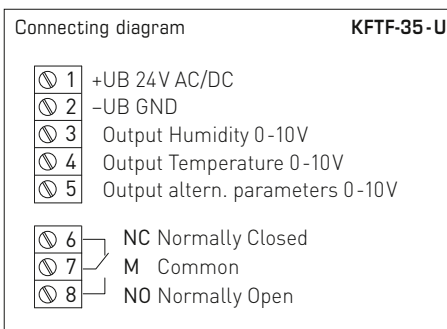 Connecting diagram KFTF-35-U
1 +UB 24V AC/DC
2 –UB GND
3 Output Humidity 0-10V
4 Output Temperature 0-10V
5 Output altern. parameters 0-10V
6 NC Normally Closed
7 M Common
8 NO Normally Open